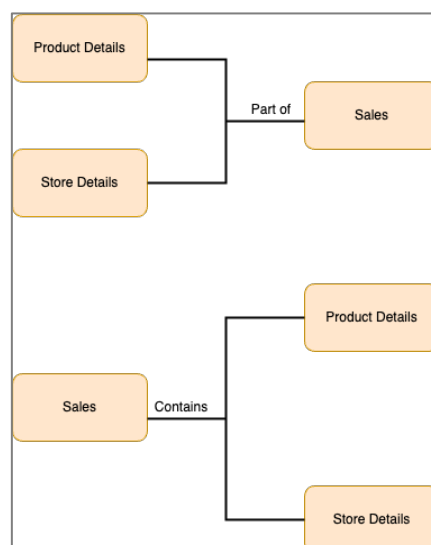 Product Details
Part of
Sales
Store Details
Product Details
Sales
Contains
Store Details